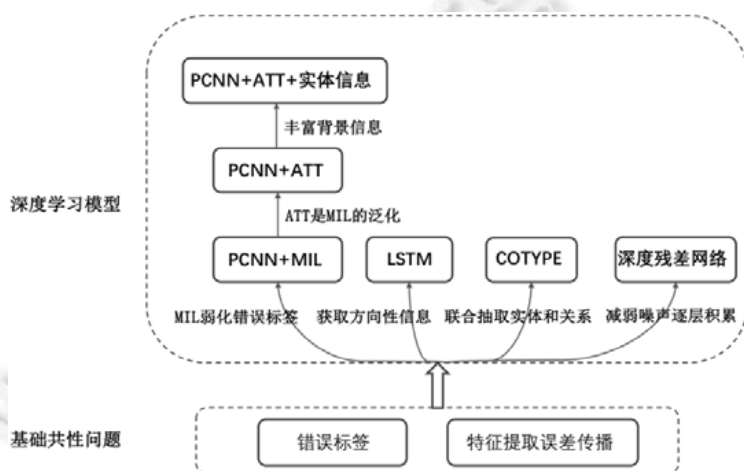 PCNN+ATT+实体信息
丰富背景信息
PCNN+ATT
深度学习模型
ATT是MIL的泛化
PCNN+MIL
LSTM
COTYPE
深度残差网络
MIL弱化错误标签
获取方向性信息
联合抽取实体和关系
减弱噪声逐层积累
基础共性问题
错误标签
特征提取误差传播